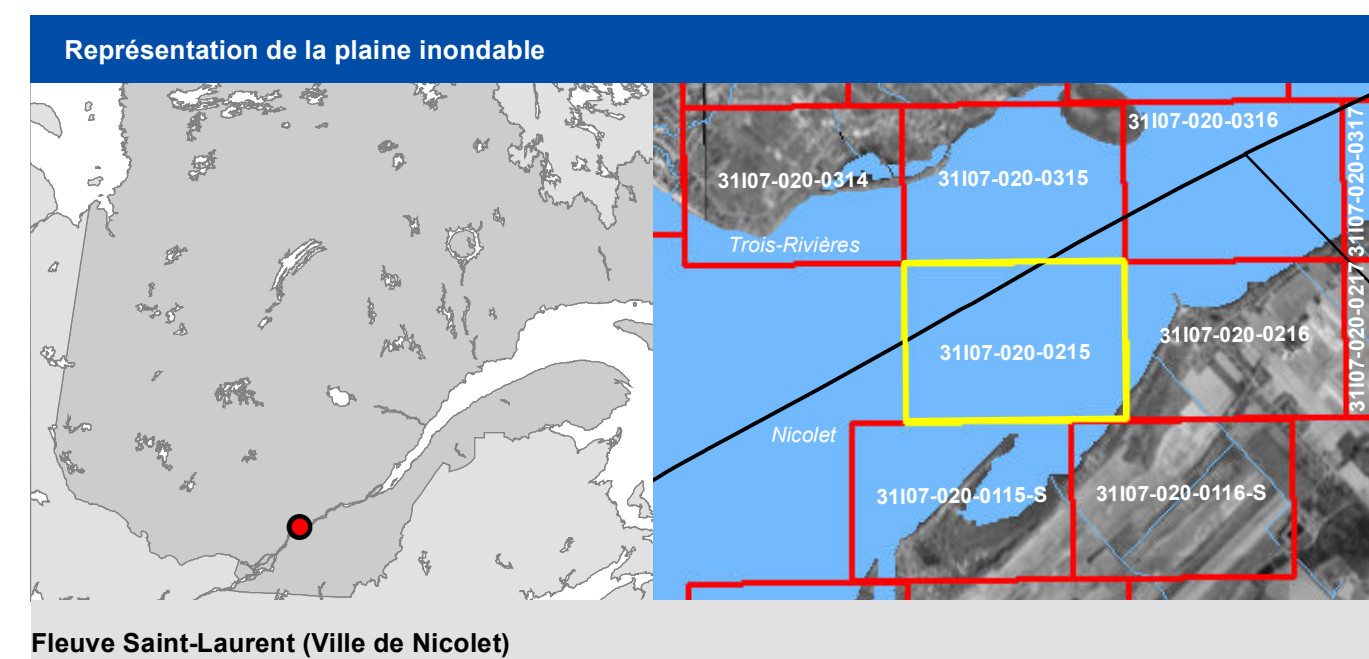 Représentation de la plaine inondable
31I07-020-0316
31I07-020-0317
31I07-020-0314
31I07-020-0315
Trois-Rivières
31I07-020-0217
31I07-020-0216
31I07-020-0215
Nicolet
31I07-020-0115-S
31I07-020-0116-S
Fleuve Saint-Laurent (Ville de Nicolet)